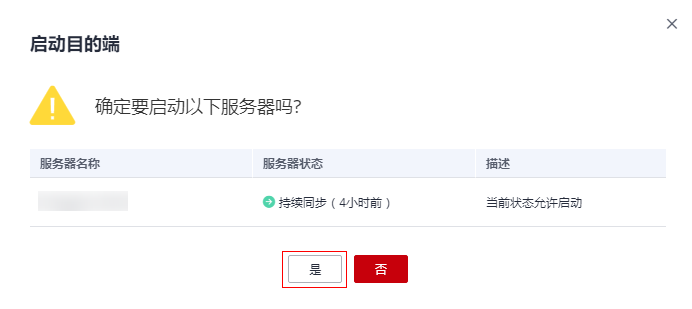 启动目的端
确定要启动以下服务器吗?
服务器名称 服务器状态 描述
持续同步（4小时前） 当前状态允许启动
是 否